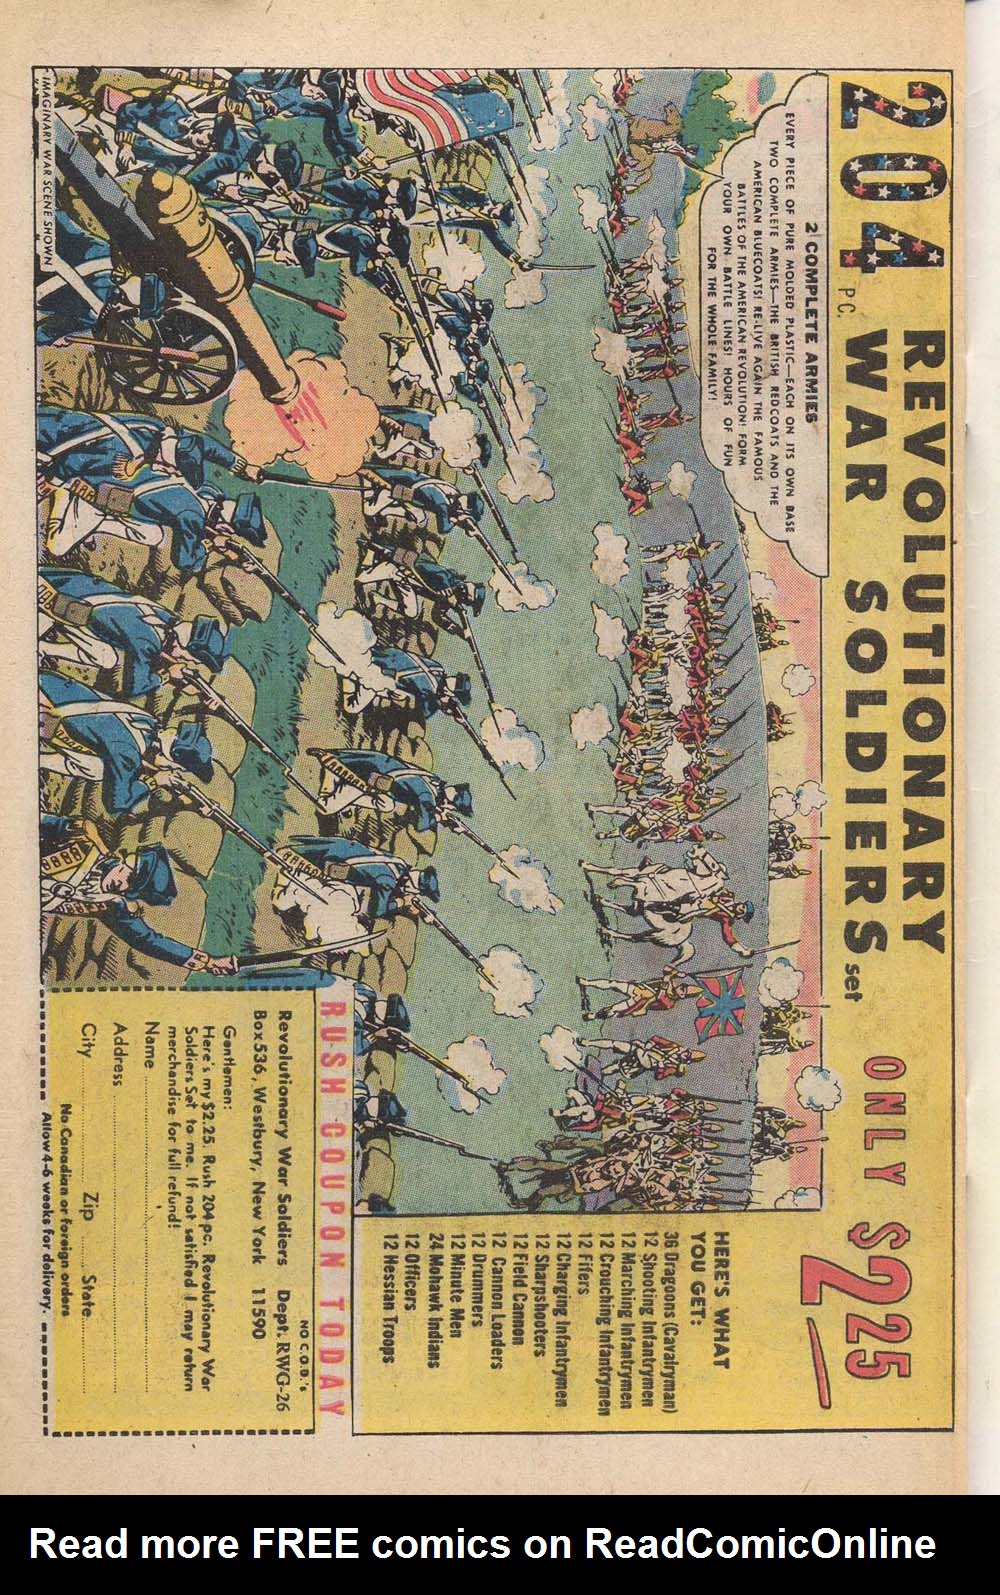 204 REVOLUTIONARY
PC. WAR SOLDIERS set
ONLY $2.25
2 COMPLETE ARMIES
EVERY PIECE OF PURE MOLDED PLASTIC—EACH ON ITS OWN BASE
TWO COMPLETE ARMIES—THE BRITISH REDCOATS AND THE
AMERICAN BLUECOATS! RE-LIVE AGAIN THE FAMOUS
BATTLES OF THE AMERICAN REVOLUTION! FORM
YOUR OWN BATTLE LINES! HOURS OF FUN
FOR THE WHOLE FAMILY!
HERE'S WHAT
YOU GET:
36 Dragoons (Cavalryman)
12 Shooting Infantrymen
12 Marching Infantrymen
12 Crouching Infantrymen
12 Fifers
12 Charging Infantrymen
12 Sharpshooters
12 Field Cannon
12 Cannon Loaders
12 Drummers
12 Minute Men
24 Mohawk Indians
12 Officers
12 Hessian Troops
IMAGINARY WAR SCENE SHOWN
RUSH COUPON TODAY
NO C.O.D.'s
Revolutionary War Soldiers Dept. RWG-26
Box 536, Westbury, New York 11590
Gentlemen:
Here's my $2.25. Rush 204 pc. Revolutionary War
Soldiers Set to me. If not satisfied I may return
merchandise for full refund!
Name
Address
City Zip State
No Canadian or foreign orders
Allow 4-6 weeks for delivery.
Read more FREE comics on ReadComicOnline